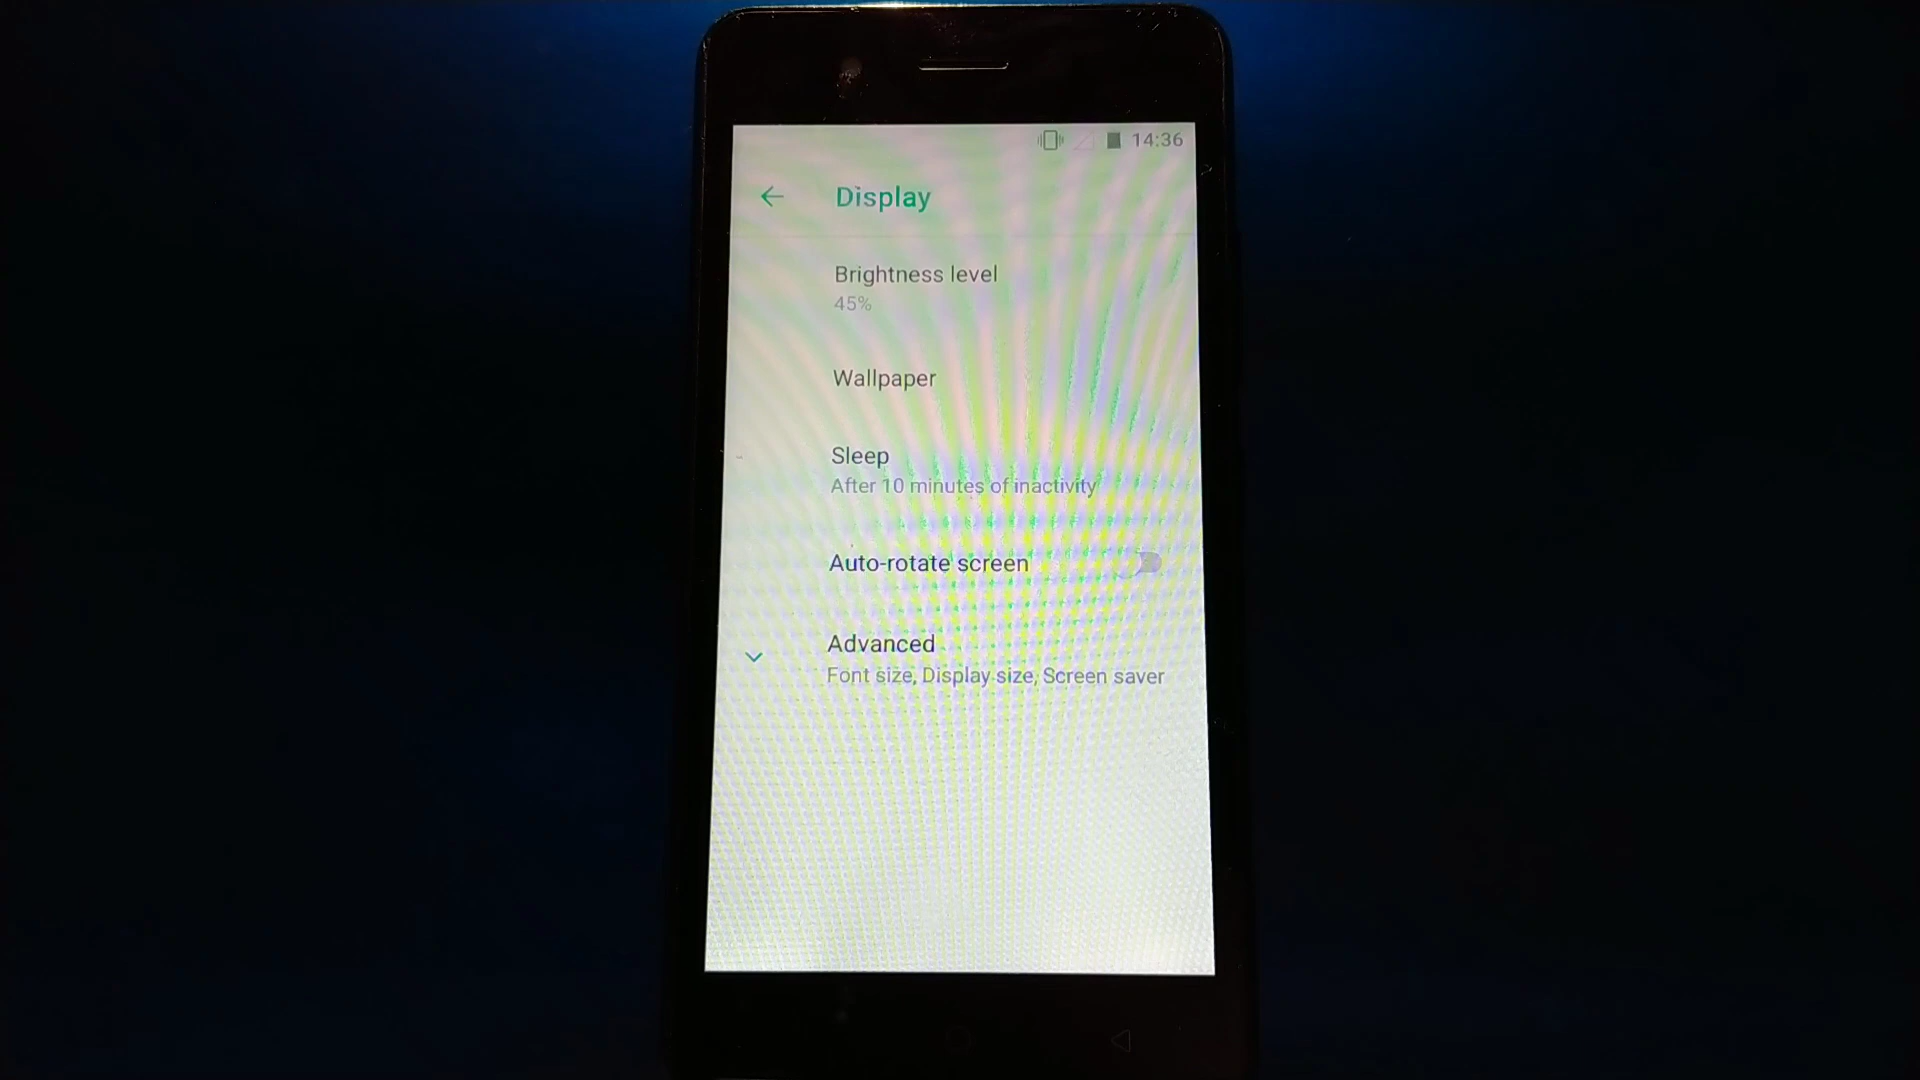 14:36
Display
Brightness level
45%
Wallpaper
Sleep
After 10 minutes of inactivity
Auto-rotate screen
Advanced
Font size, Display size, Screen saver